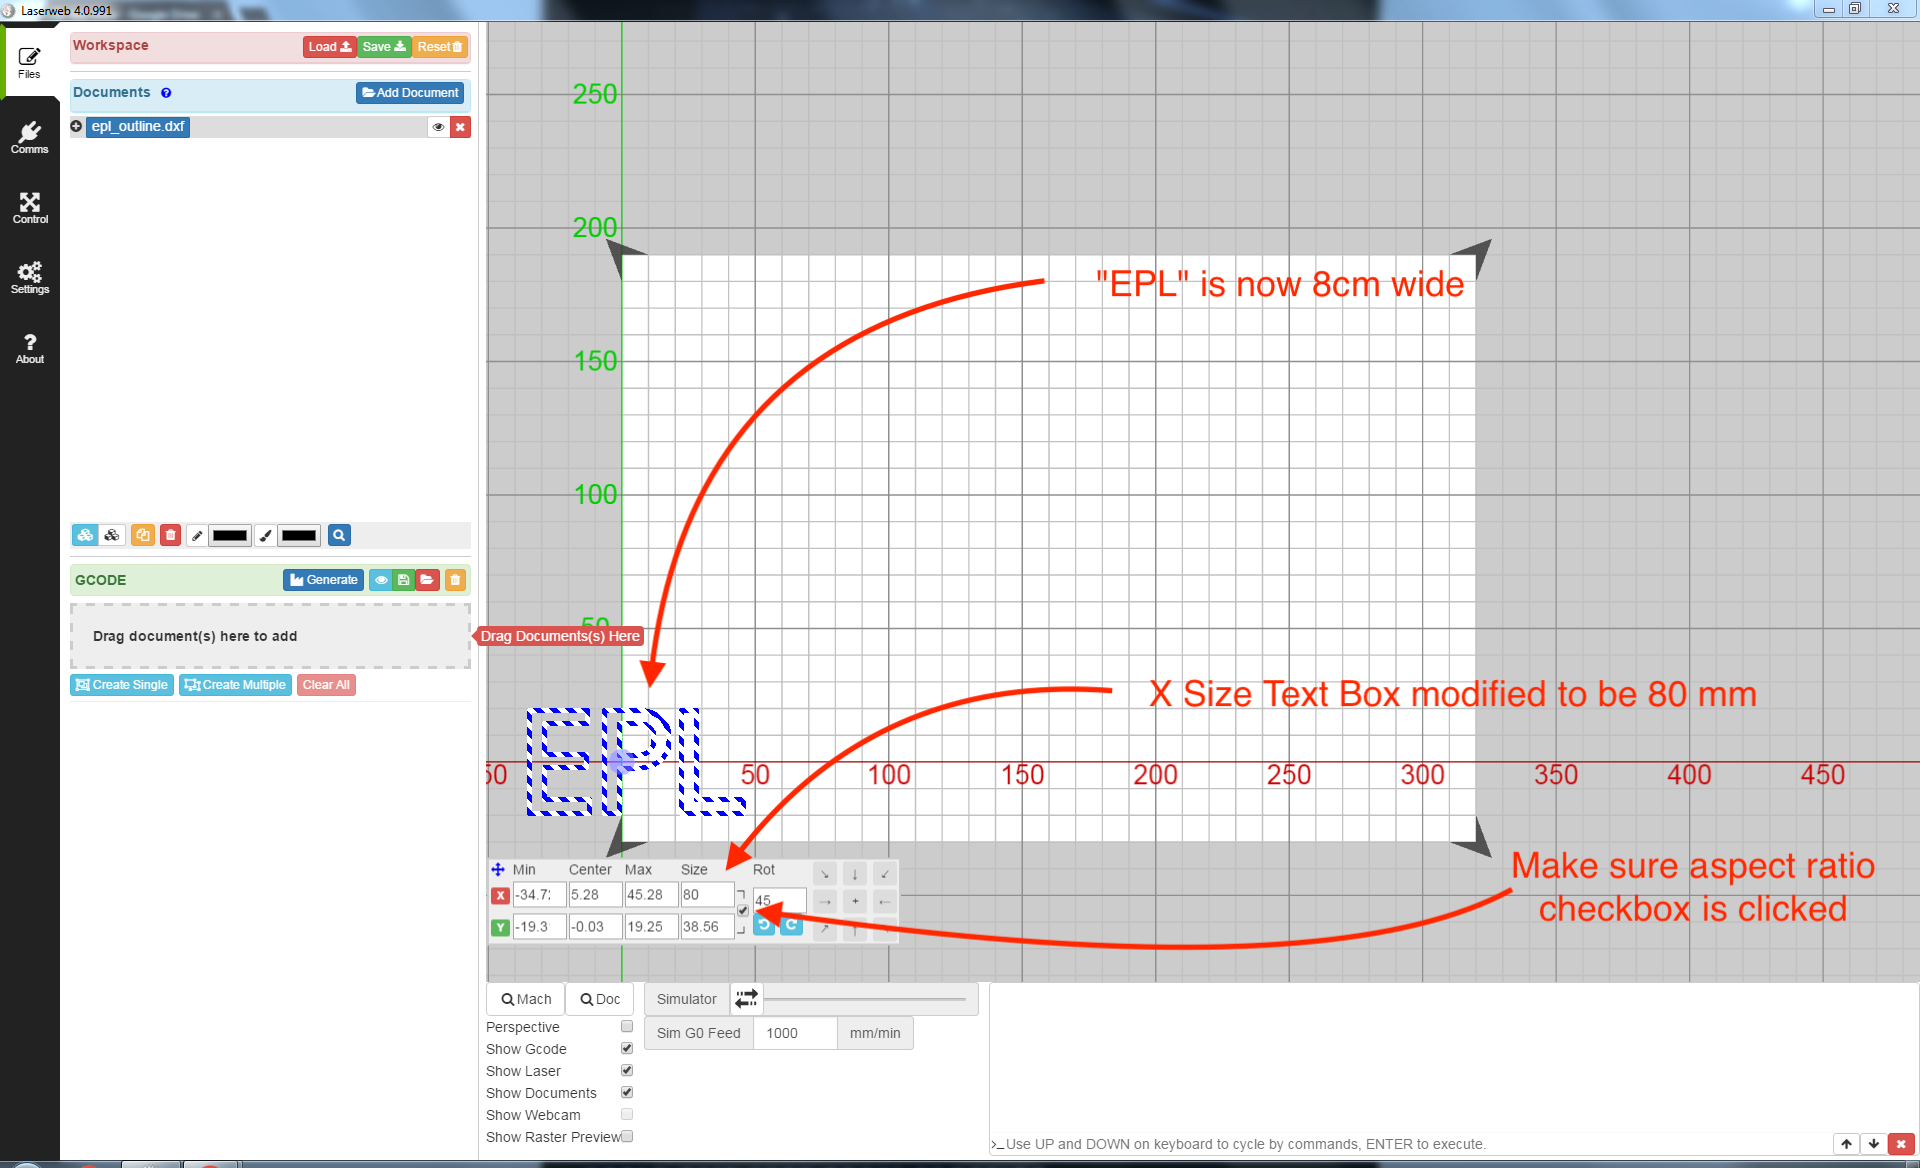 Laserweb 4.0.991
Files
Comms
Control
Settings
? About
Workspace
Load
Save
Reset
Documents
Add Document
epl_outline.dxf
GCODE
Generate
Drag document(s) here to add
Drag Documents(s) Here
Create Single
Create Multiple
Clear All
250
200
150
100
50
"EPL" is now 8cm wide
X Size Text Box modified to be 80 mm
EPL
50 50 100 150 200 250 300 350 400 450
Make sure aspect ratio
checkbox is clicked
Min Center Max Size Rot
X -34.7 5.28 45.28 80 45
Y -19.3 -0.03 19.25 38.56
Mach
Doc
Simulator
Sim G0 Feed 1000 mm/min
Perspective
Show Gcode
Show Laser
Show Documents
Show Webcam
Show Raster Preview
>_Use UP and DOWN on keyboard to cycle by commands, ENTER to execute.